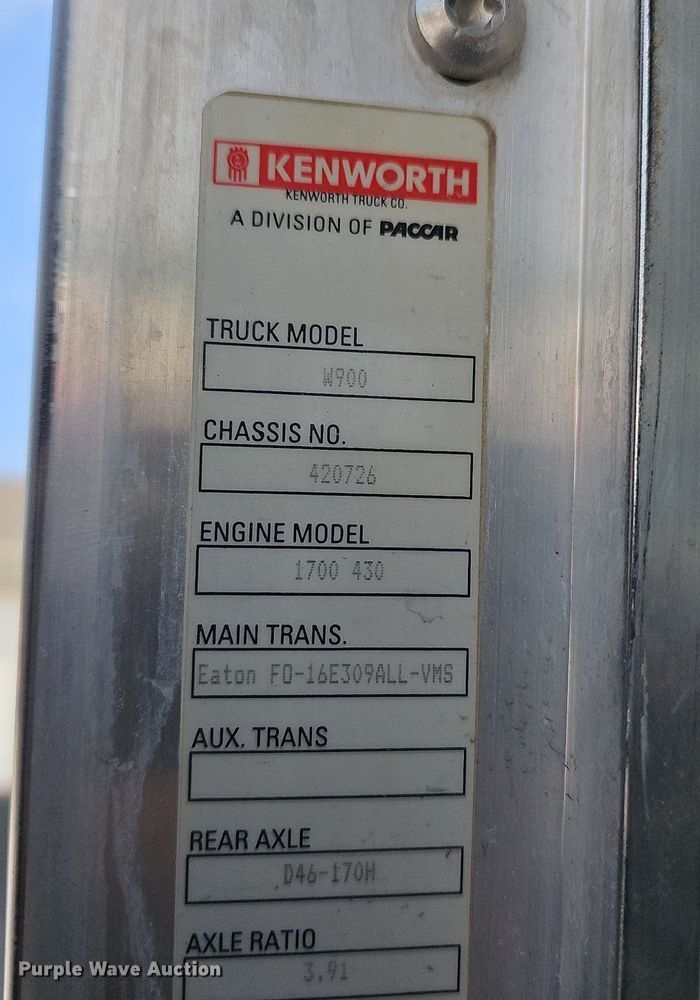 KENWORTH
KENWORTH TRUCK CO.
A DIVISION OF PACCAR
TRUCK MODEL
W900
CHASSIS NO.
420726
ENGINE MODEL
1700 430
MAIN TRANS.
Eaton FO-16E309ALL-VMS
AUX. TRANS
REAR AXLE
D46-170H
AXLE RATIO
3.91
Purple Wave Auction